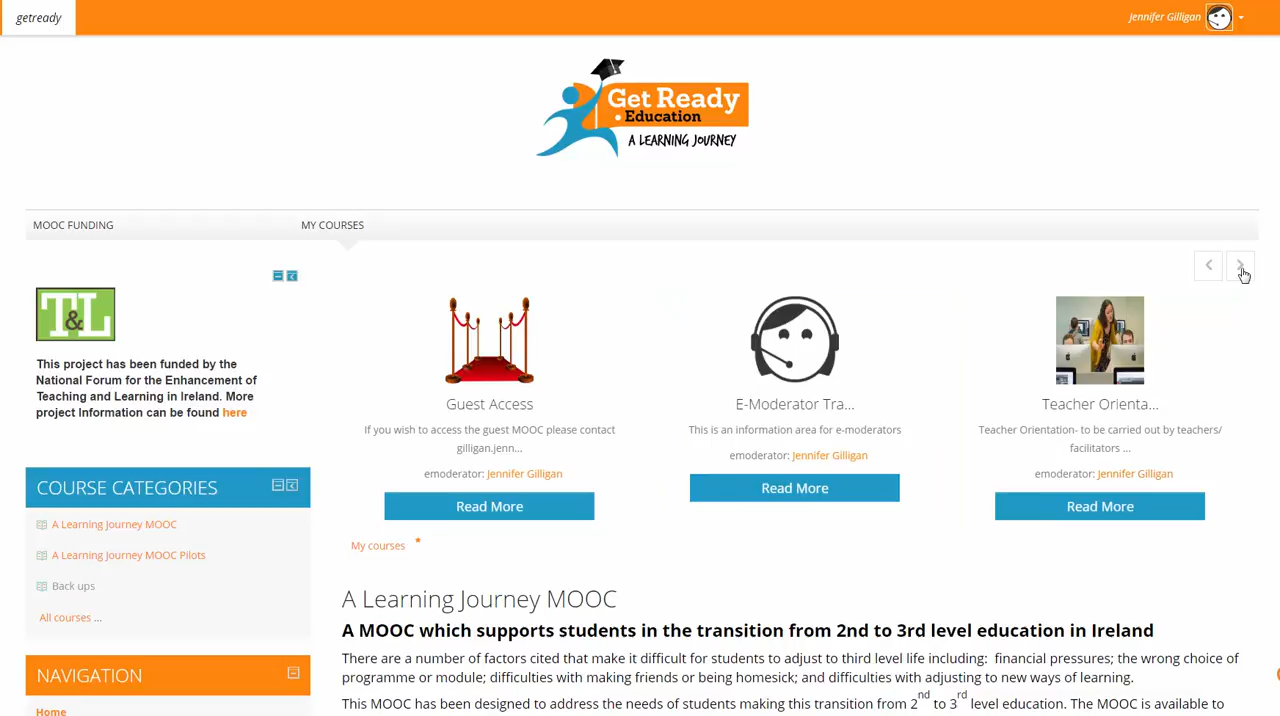 getready
Jennifer Gilligan
Get Ready
• Education
A LEARNING JOURNEY
MOOC FUNDING
MY COURSES
T&L
This project has been funded by the
National Forum for the Enhancement of
Teaching and Learning in Ireland. More
project Information can be found here
Guest Access
If you wish to access the guest MOOC please contact
gilligan.jenn...
emoderator: Jennifer Gilligan
Read More
E-Moderator Tra...
This is an information area for e-moderators
emoderator: Jennifer Gilligan
Read More
Teacher Orienta...
Teacher Orientation- to be carried out by teachers/
facilitators ...
emoderator: Jennifer Gilligan
Read More
COURSE CATEGORIES
A Learning Journey MOOC
A Learning Journey MOOC Pilots
Back ups
All courses ...
NAVIGATION
Home
My courses *
A Learning Journey MOOC
A MOOC which supports students in the transition from 2nd to 3rd level education in Ireland
There are a number of factors cited that make it difficult for students to adjust to third level life including: financial pressures; the wrong choice of
programme or module; difficulties with making friends or being homesick; and difficulties with adjusting to new ways of learning.
This MOOC has been designed to address the needs of students making this transition from 2nd to 3rd level education. The MOOC is available to